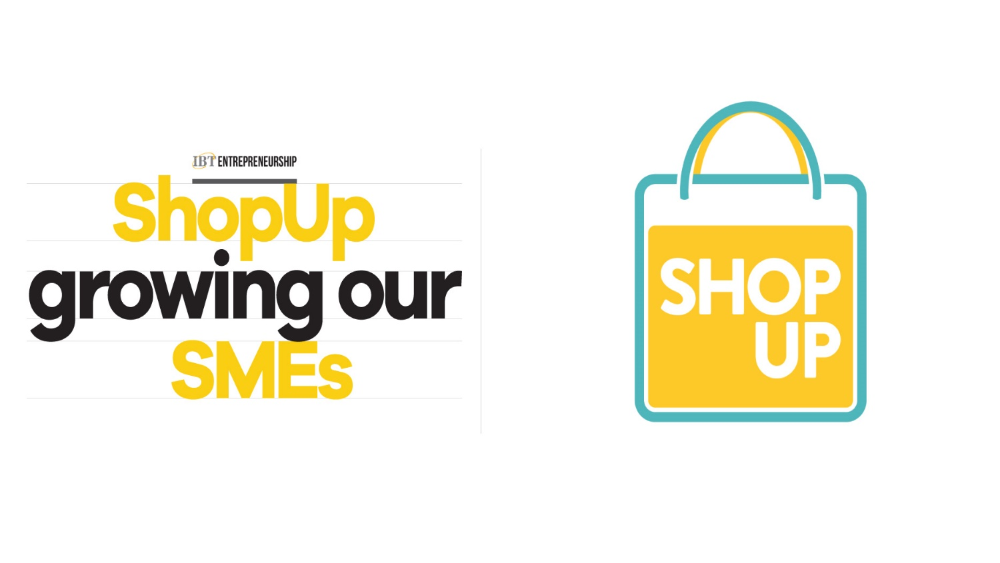 IBT ENTREPRENEURSHIP
ShopUp
growing our
SMEs
SHOP
UP